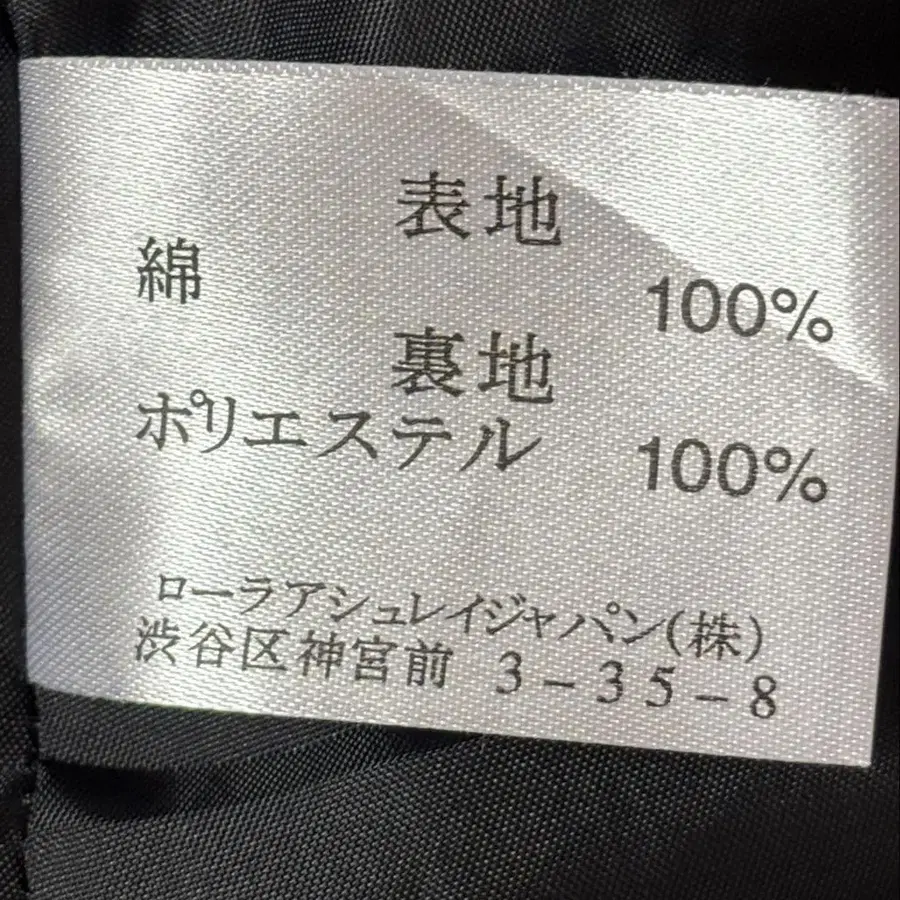 表地
綿 100%
裏地
ポリエステル 100%
ローラアシュレイジャパン(株)
渋谷区神宮前 3-35-8